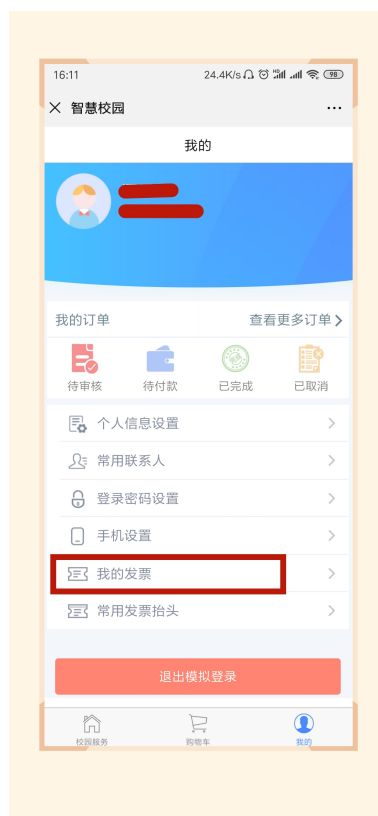 16:11 24.4K/s HD 98
智慧校园
我的
我的订单 查看更多订单
待审核 待付款 已完成 已取消
个人信息设置
常用联系人
登录密码设置
手机设置
我的发票
常用发票抬头
退出模拟登录
校园服务 购物车 我的